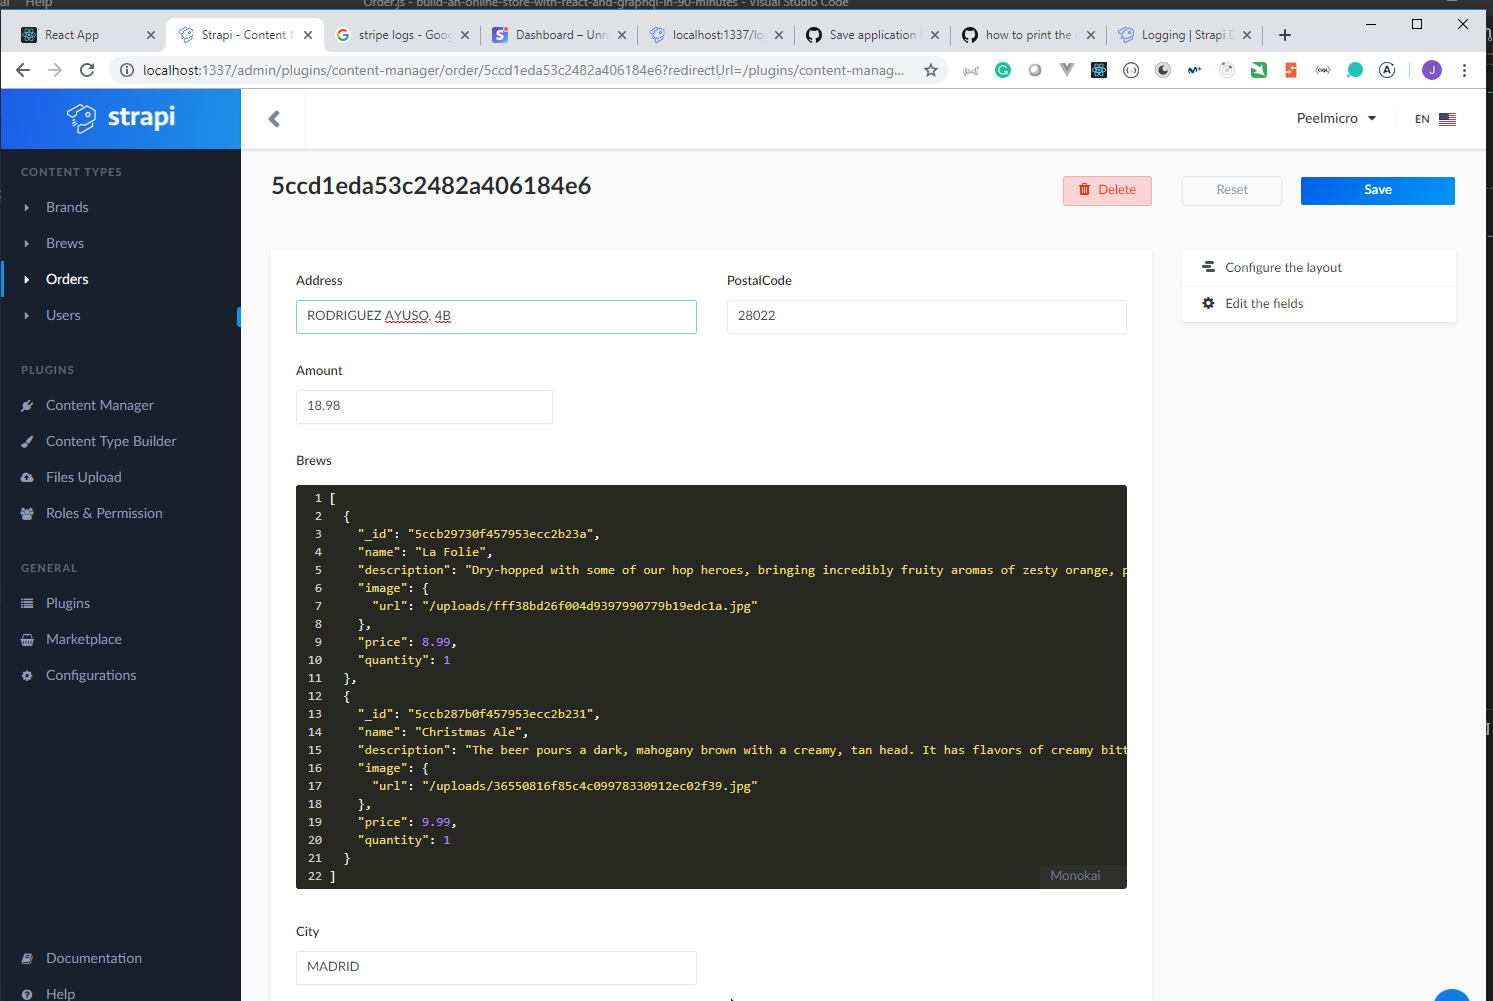 Help
Order.js - build-an-online-store-with-react-and-graphql-in-90-minutes - Visual Studio Code
React App
Strapi - Content
stripe logs - Goo
Dashboard – Unn
localhost:1337/lo
Save application
how to print the
Logging | Strapi
localhost:1337/admin/plugins/content-manager/order/5ccd1eda53c2482a406184e6?redirectUrl=/plugins/content-manag...
J
strapi
Peelmicro
EN
CONTENT TYPES
Brands
Brews
Orders
Users
PLUGINS
Content Manager
Content Type Builder
Files Upload
Roles & Permission
GENERAL
Plugins
Marketplace
Configurations
Documentation
Help
5ccd1eda53c2482a406184e6
Delete
Reset
Save
Configure the layout
Edit the fields
Address
PostalCode
RODRIGUEZ AYUSO, 4B
28022
Amount
18.98
Brews
1 [
2 {
3 "_id": "5ccb29730f457953ecc2b23a",
4 "name": "La Folie",
5 "description": "Dry-hopped with some of our hop heroes, bringing incredibly fruity aromas of zesty orange, p
6 "image": {
7 "url": "/uploads/fff38bd26f004d9397990779b19edc1a.jpg"
8 },
9 "price": 8.99,
10 "quantity": 1
11 },
12 {
13 "_id": "5ccb287b0f457953ecc2b231",
14 "name": "Christmas Ale",
15 "description": "The beer pours a dark, mahogany brown with a creamy, tan head. It has flavors of creamy bitt
16 "image": {
17 "url": "/uploads/36550816f85c4c09978330912ec02f39.jpg"
18 },
19 "price": 9.99,
20 "quantity": 1
21 }
22 ]
Monokai
City
MADRID